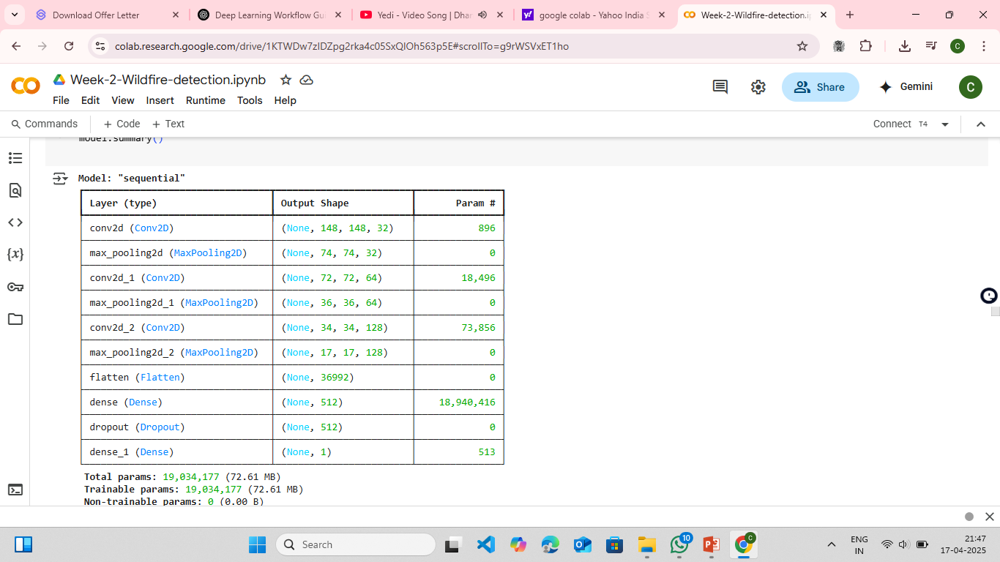 Download Offer Letter
Deep Learning Workflow Gu
Yedi - Video Song | Dhar
google colab - Yahoo India S
Week-2-Wildfire-detection.i
colab.research.google.com/drive/1KTWDw7zlDZpg2rka4c05SxQlOh563p5E#scrollTo=g9rWSVxET1ho
C
Week-2-Wildfire-detection.ipynb
File Edit View Insert Runtime Tools Help
Share
Gemini
C
Commands + Code + Text
Connect T4
model.summary()
Model: "sequential"
Layer (type) Output Shape Param #
conv2d (Conv2D) (None, 148, 148, 32) 896
max_pooling2d (MaxPooling2D) (None, 74, 74, 32) 0
conv2d_1 (Conv2D) (None, 72, 72, 64) 18,496
max_pooling2d_1 (MaxPooling2D) (None, 36, 36, 64) 0
conv2d_2 (Conv2D) (None, 34, 34, 128) 73,856
max_pooling2d_2 (MaxPooling2D) (None, 17, 17, 128) 0
flatten (Flatten) (None, 36992) 0
dense (Dense) (None, 512) 18,940,416
dropout (Dropout) (None, 512) 0
dense_1 (Dense) (None, 1) 513
Total params: 19,034,177 (72.61 MB)
Trainable params: 19,034,177 (72.61 MB)
Non-trainable params: 0 (0.00 B)
Search
10
C
ENG
IN
21:47
17-04-2025